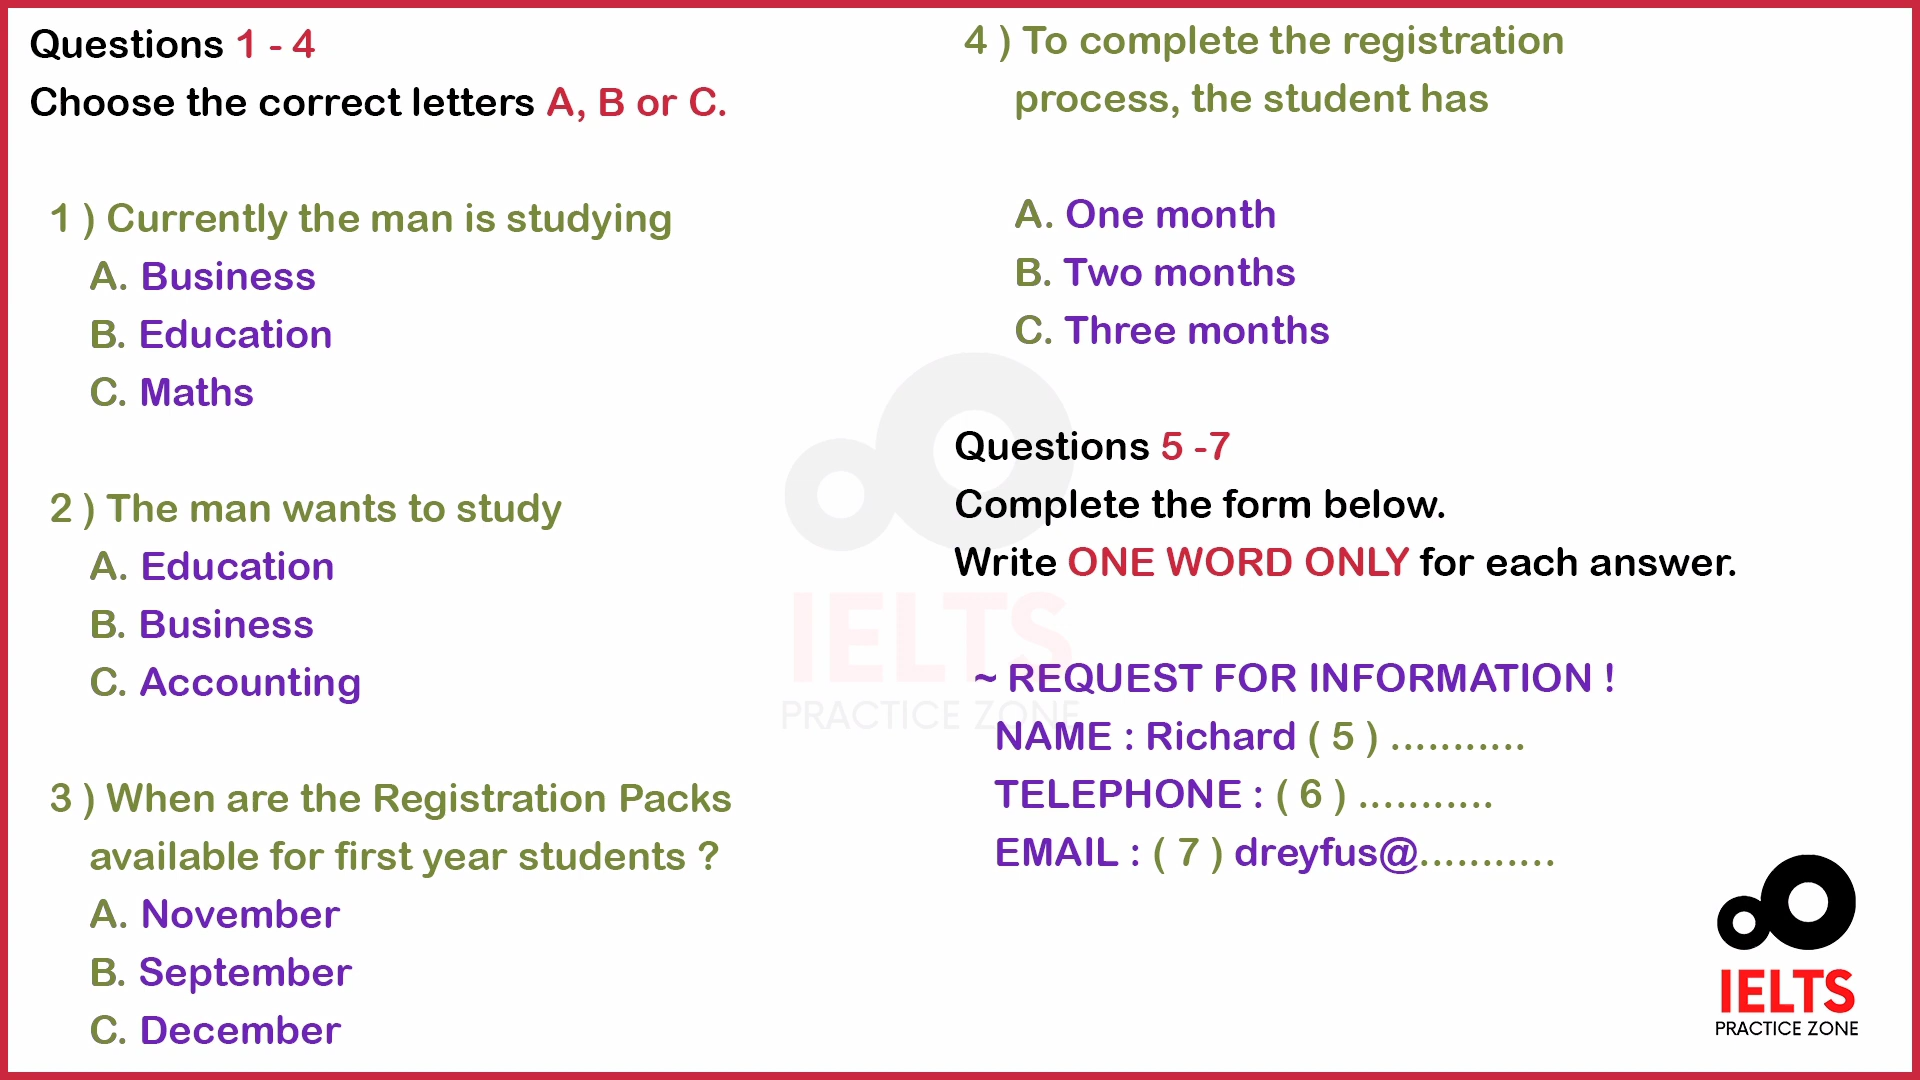 Questions 1 - 4
Choose the correct letters A, B or C.
1 ) Currently the man is studying
A. Business
B. Education
C. Maths
2 ) The man wants to study
A. Education
B. Business
C. Accounting
3 ) When are the Registration Packs
available for first year students ?
A. November
B. September
C. December
4 ) To complete the registration
process, the student has
A. One month
B. Two months
C. Three months
Questions 5 -7
Complete the form below.
Write ONE WORD ONLY for each answer.
~ REQUEST FOR INFORMATION !
NAME : Richard ( 5 ) ...........
TELEPHONE : ( 6 ) ...........
EMAIL : ( 7 ) dreyfus@...........
IELTS
PRACTICE ZONE
IELTS
PRACTICE ZONE